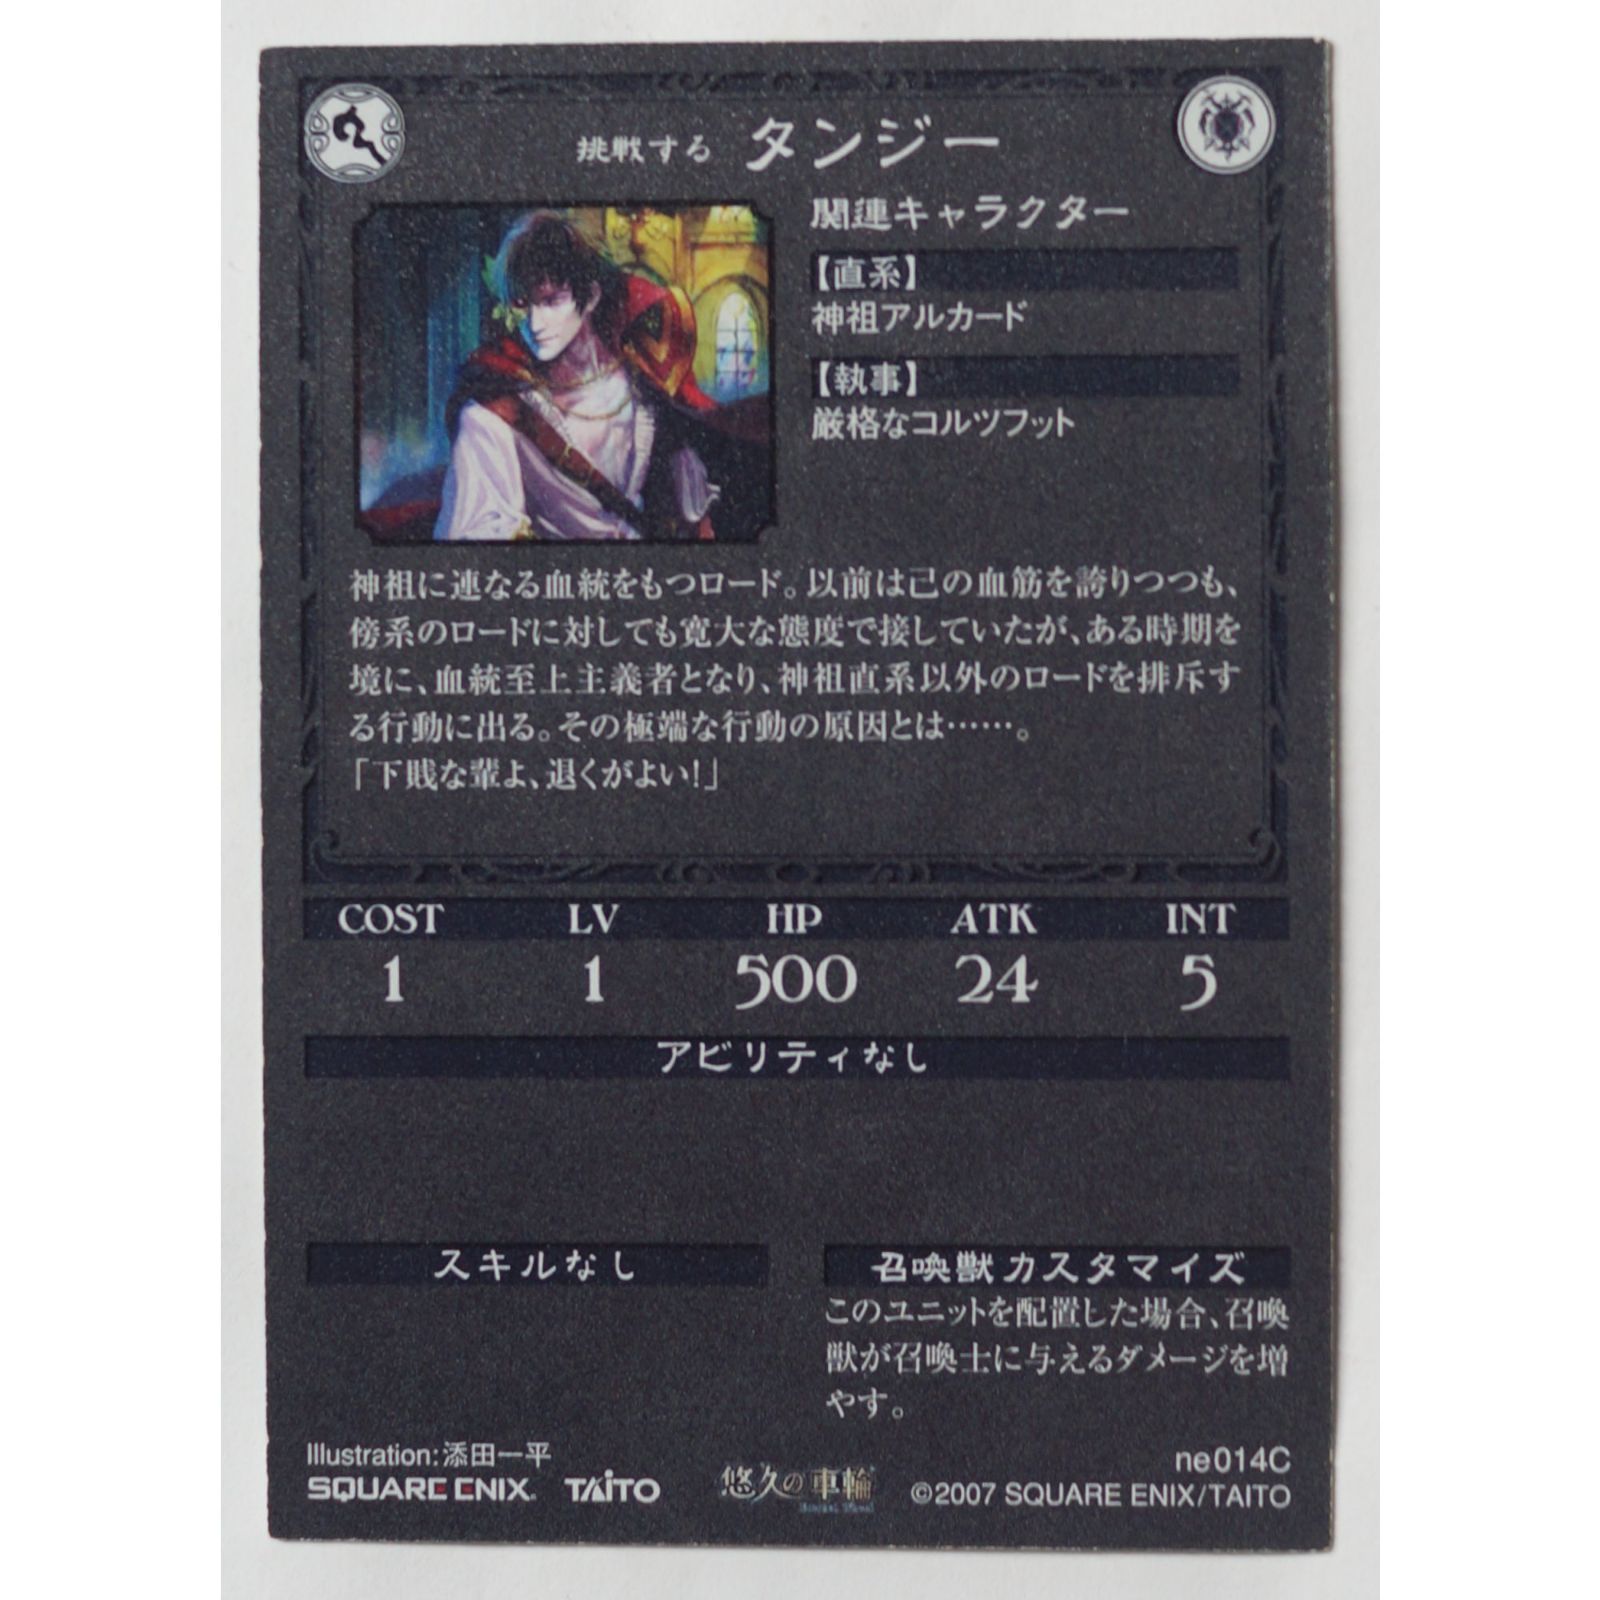 挑戦する タンジー
関連キャラクター
【直系】
神祖アルカード
【執事】
厳格なコルツフット
神祖に連なる血統をもつロード。以前は己の血筋を誇りつつも、
傍系のロードに対しても寛大な態度で接していたが、ある時期を
境に、血統至上主義者となり、神祖直系以外のロードを排斥す
る行動に出る。その極端な行動の原因とは……。
「下賎な輩よ、退くがよい!」
COST LV HP ATK INT
1 1 500 24 5
アビリティなし
スキルなし
召喚獣カスタマイズ
このユニットを配置した場合、召喚
獣が召喚士に与えるダメージを増
やす。
Illustration:添田一平
SQUARE ENIX. TAITO
悠久の車輪
ne014C
©2007 SQUARE ENIX/TAITO